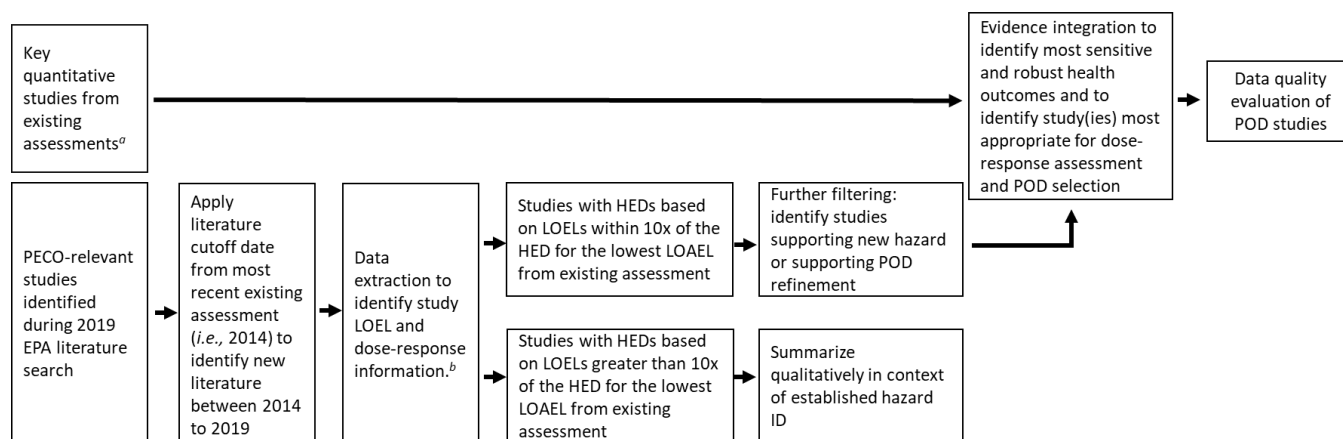 Key
quantitative
studies from
existing
assessmentsᵃ
Evidence integration to
identify most sensitive
and robust health
outcomes and to
identify study(ies) most
appropriate for dose-
response assessment
and POD selection
Data quality
evaluation of
POD studies
PECO-relevant
studies
identified
during 2019
EPA literature
search
Apply
literature
cutoff date
from most
recent existing
assessment
(i.e., 2014) to
identify new
literature
between 2014
to 2019
Data
extraction to
identify study
LOEL and
dose-response
information.ᵇ
Studies with HEDs based
on LOELs within 10x of the
HED for the lowest LOAEL
from existing assessment
Further filtering:
identify studies
supporting new hazard
or supporting POD
refinement
Studies with HEDs based
on LOELs greater than 10x
of the HED for the lowest
LOAEL from existing
assessment
Summarize
qualitatively in context
of established hazard
ID